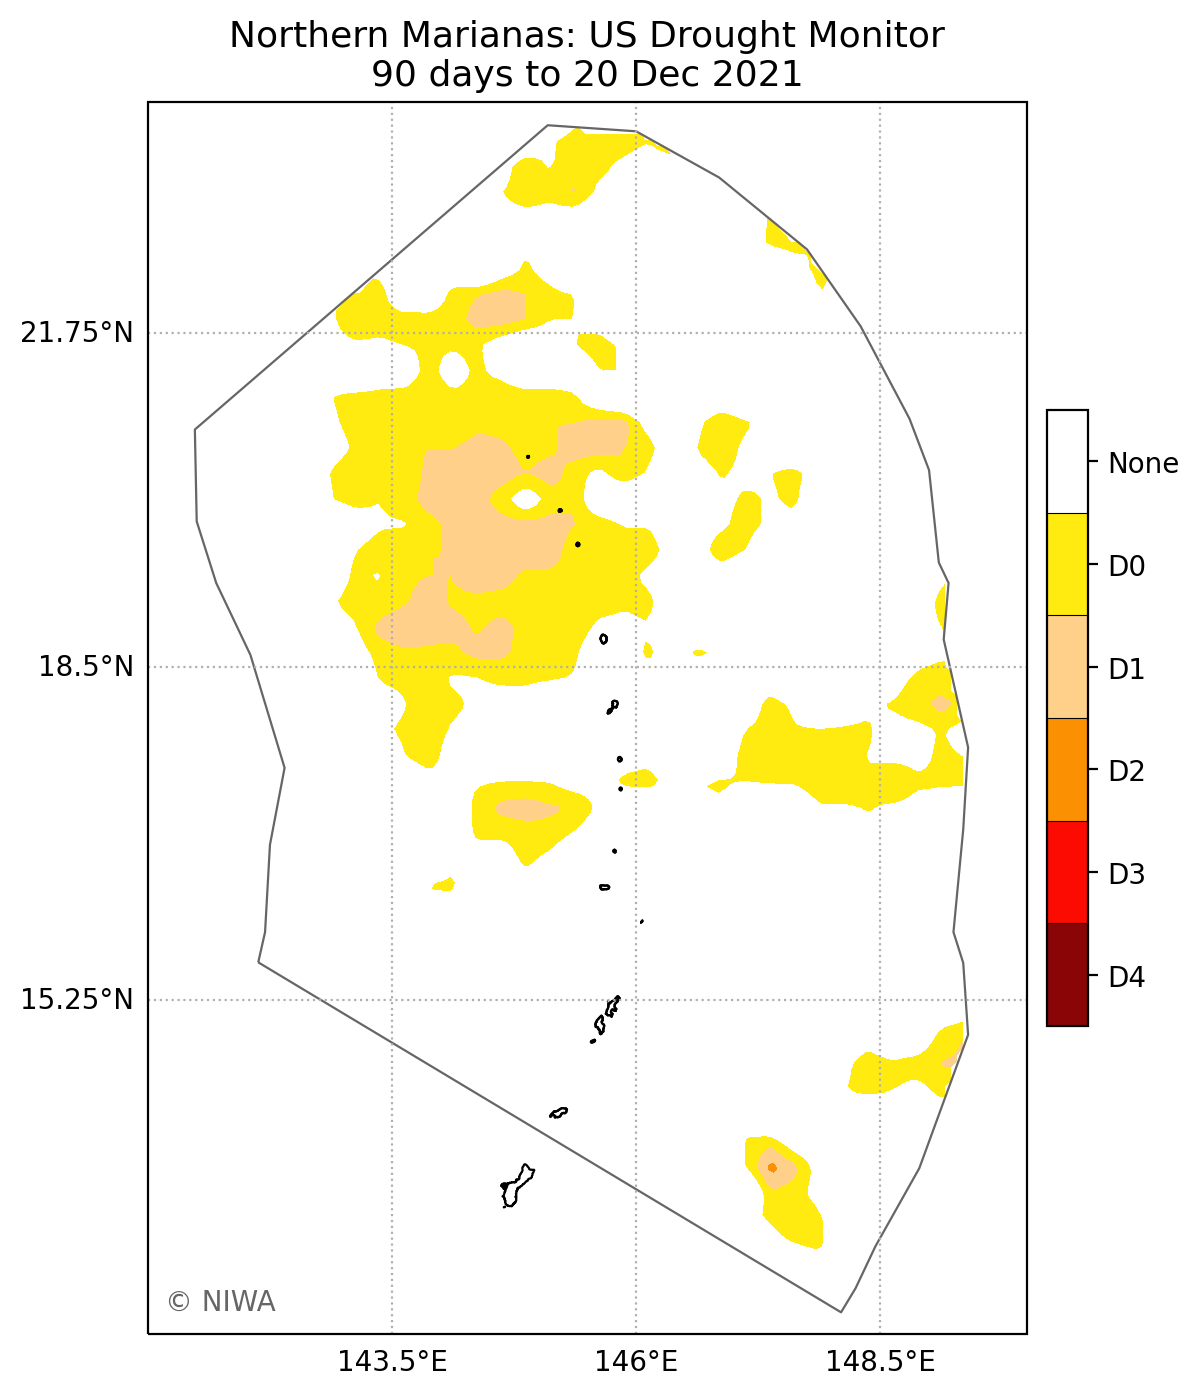 Northern Marianas: US Drought Monitor
90 days to 20 Dec 2021
21.75°N
18.5°N
15.25°N
143.5°E
146°E
148.5°E
None
D0
D1
D2
D3
D4
© NIWA